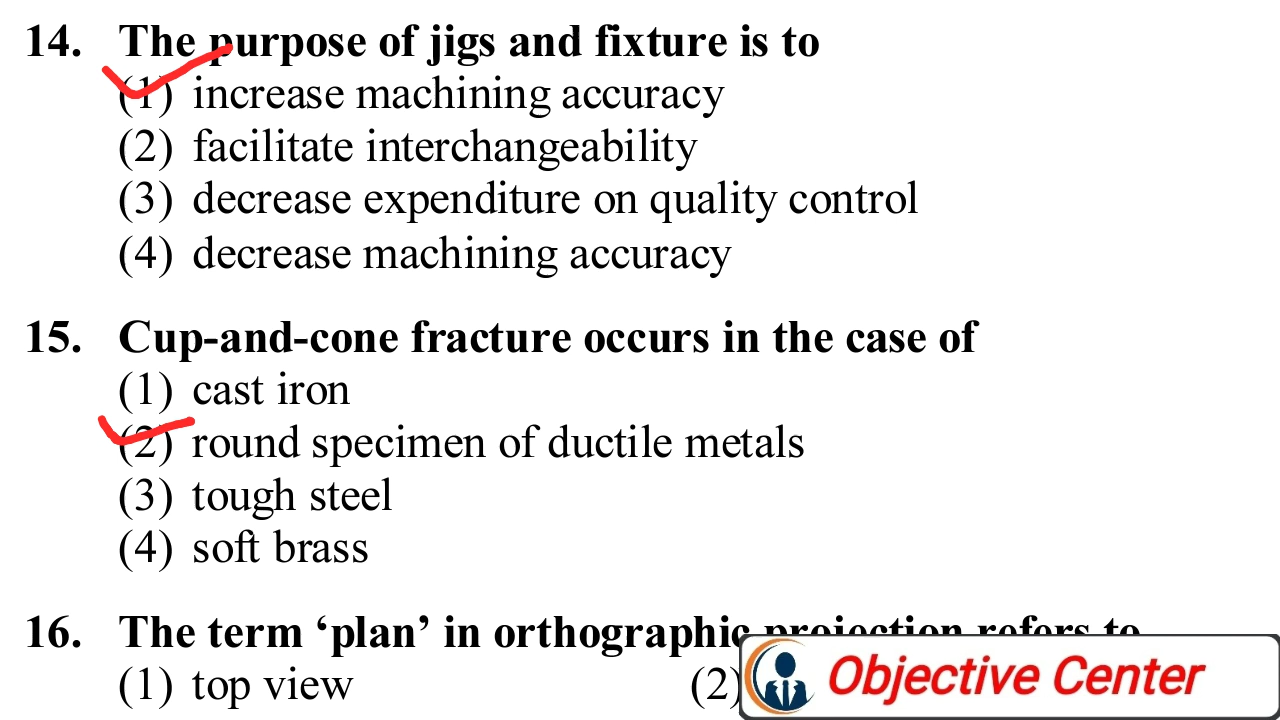 14. The purpose of jigs and fixture is to
(1) increase machining accuracy
(2) facilitate interchangeability
(3) decrease expenditure on quality control
(4) decrease machining accuracy
15. Cup-and-cone fracture occurs in the case of
(1) cast iron
(2) round specimen of ductile metals
(3) tough steel
(4) soft brass
16. The term ‘plan’ in orthographic projection refers to
(1) top view (2)
Objective Center